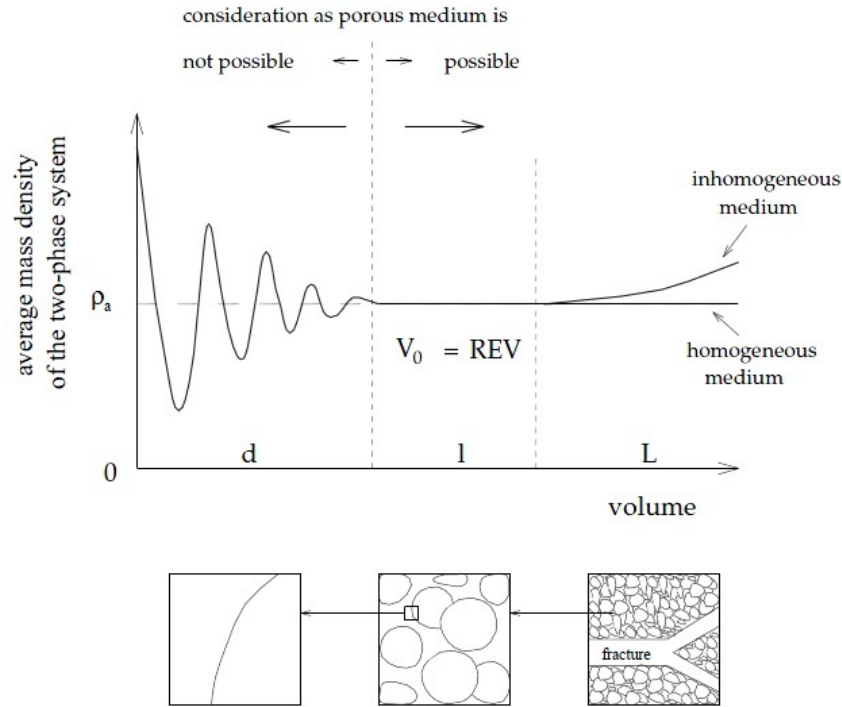 consideration as porous medium is
not possible
possible
average mass density
of the two-phase system
inhomogeneous
medium
ρa
V0 = REV
homogeneous
medium
d
l
L
0
volume
fracture